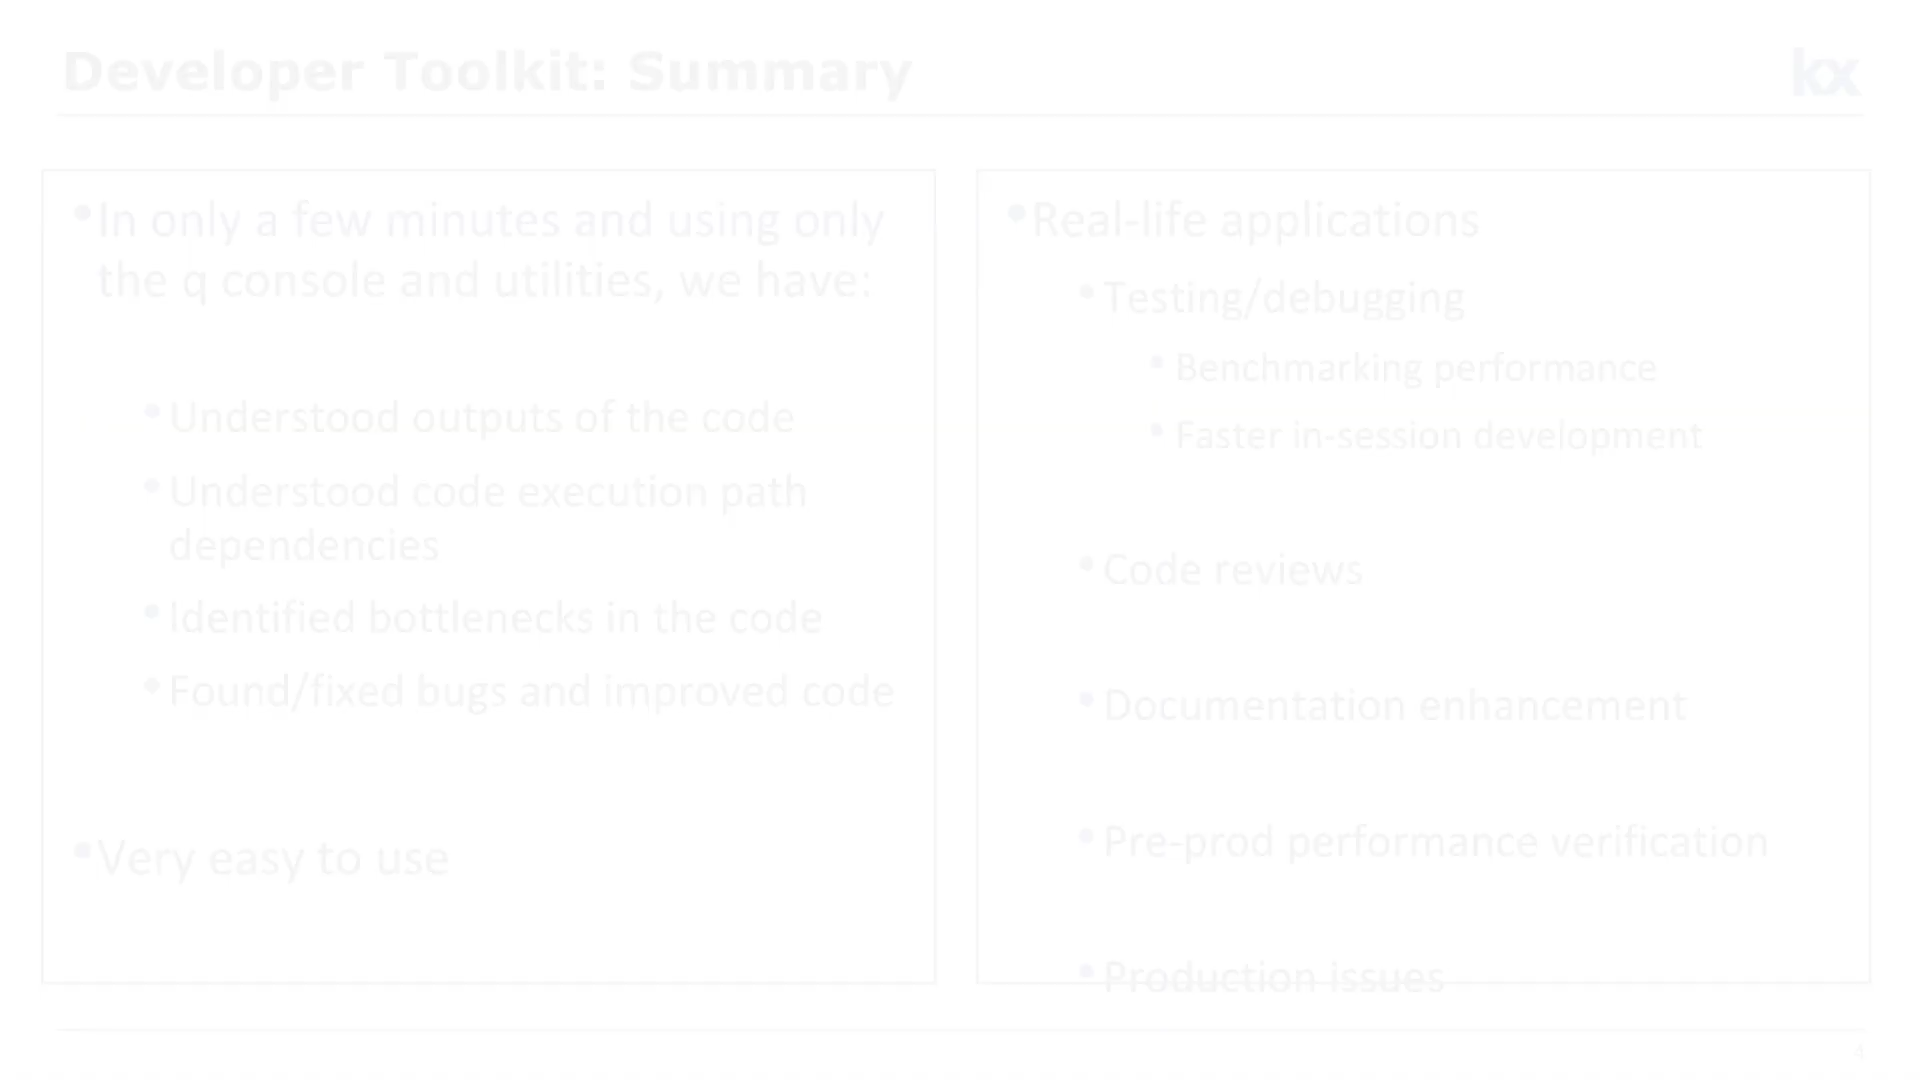 Developer Toolkit: Summary
kx
•In only a few minutes and using only
the q console and utilities, we have:
•Understood outputs of the code
•Understood code execution path
dependencies
•Identified bottlenecks in the code
•Found/fixed bugs and improved code
•Very easy to use
•Real-life applications
•Testing/debugging
•Benchmarking performance
•Faster in-session development
•Code reviews
•Documentation enhancement
•Pre-prod performance verification
•Production issues
4